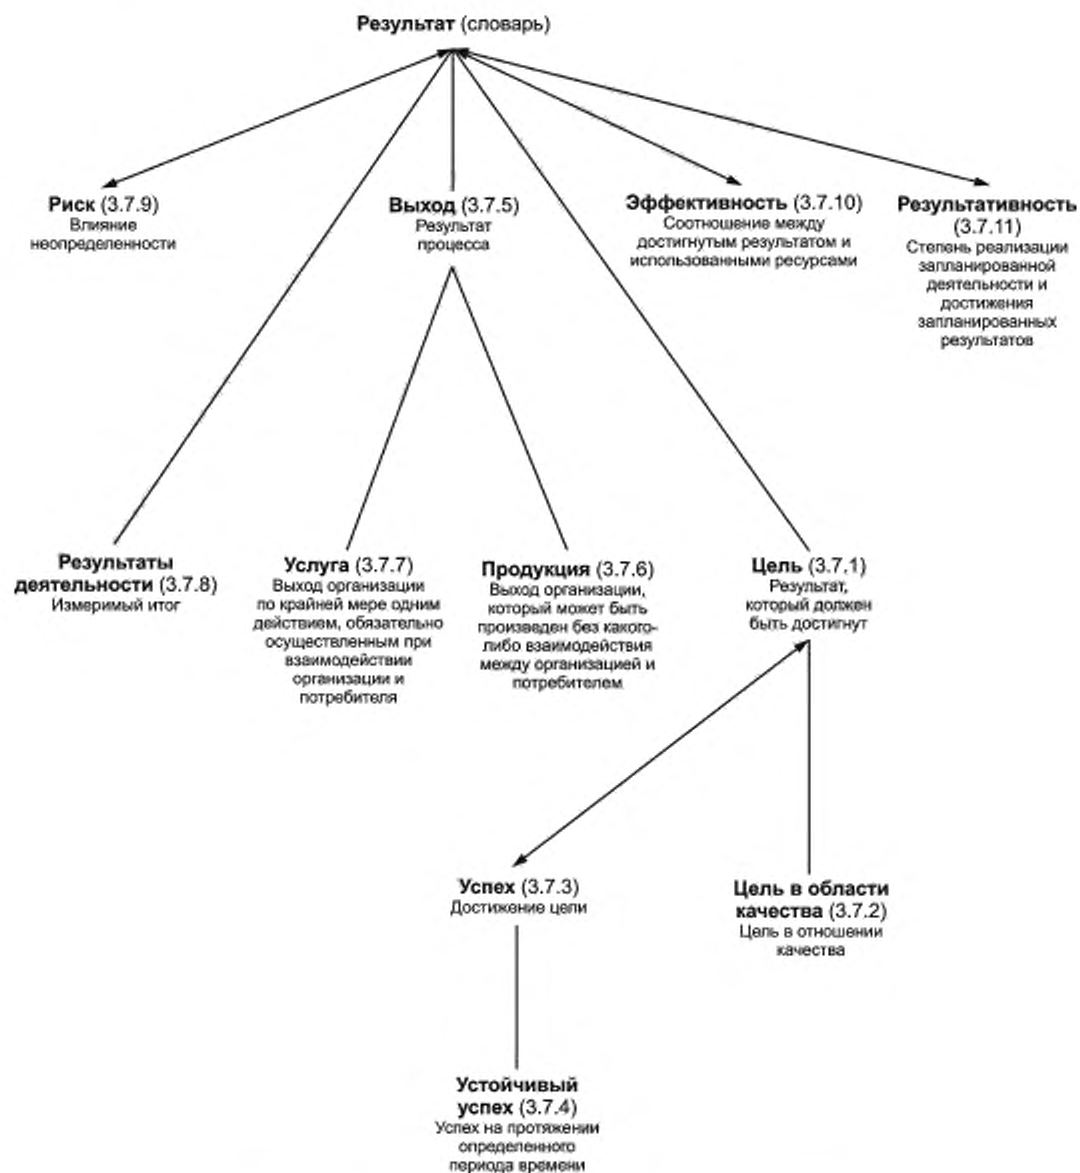 Результат (словарь)
Риск (3.7.9)
Влияние
неопределенности
Выход (3.7.5)
Результат
процесса
Эффективность (3.7.10)
Соотношение между
достигнутым результатом и
использованными ресурсами
Результативность
(3.7.11)
Степень реализации
запланированной
деятельности и
достижения
запланированных
результатов
Результаты
деятельности (3.7.8)
Измеримый итог
Услуга (3.7.7)
Выход организации
по крайней мере одним
действием, обязательно
осуществленным при
взаимодействии
организации и
потребителя
Продукция (3.7.6)
Выход организации,
который может быть
произведен без какого-
либо взаимодействия
между организацией и
потребителем
Цель (3.7.1)
Результат,
который должен
быть достигнут
Успех (3.7.3)
Достижение цели
Цель в области
качества (3.7.2)
Цель в отношении
качества
Устойчивый
успех (3.7.4)
Успех на протяжении
определенного
периода времени